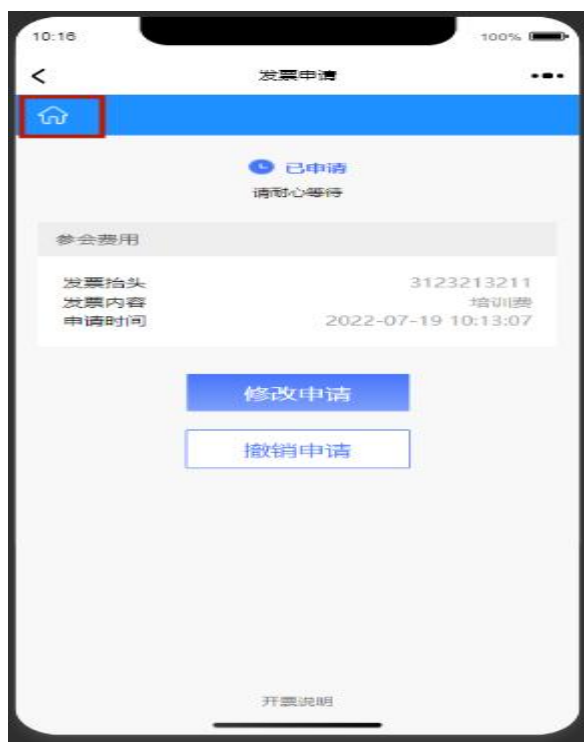 10:16
100%
发票申请
已申请
请耐心等待
参会费用
发票抬头 3123213211
发票内容 培训费
申请时间 2022-07-19 10:13:07
修改申请
撤销申请
开票说明